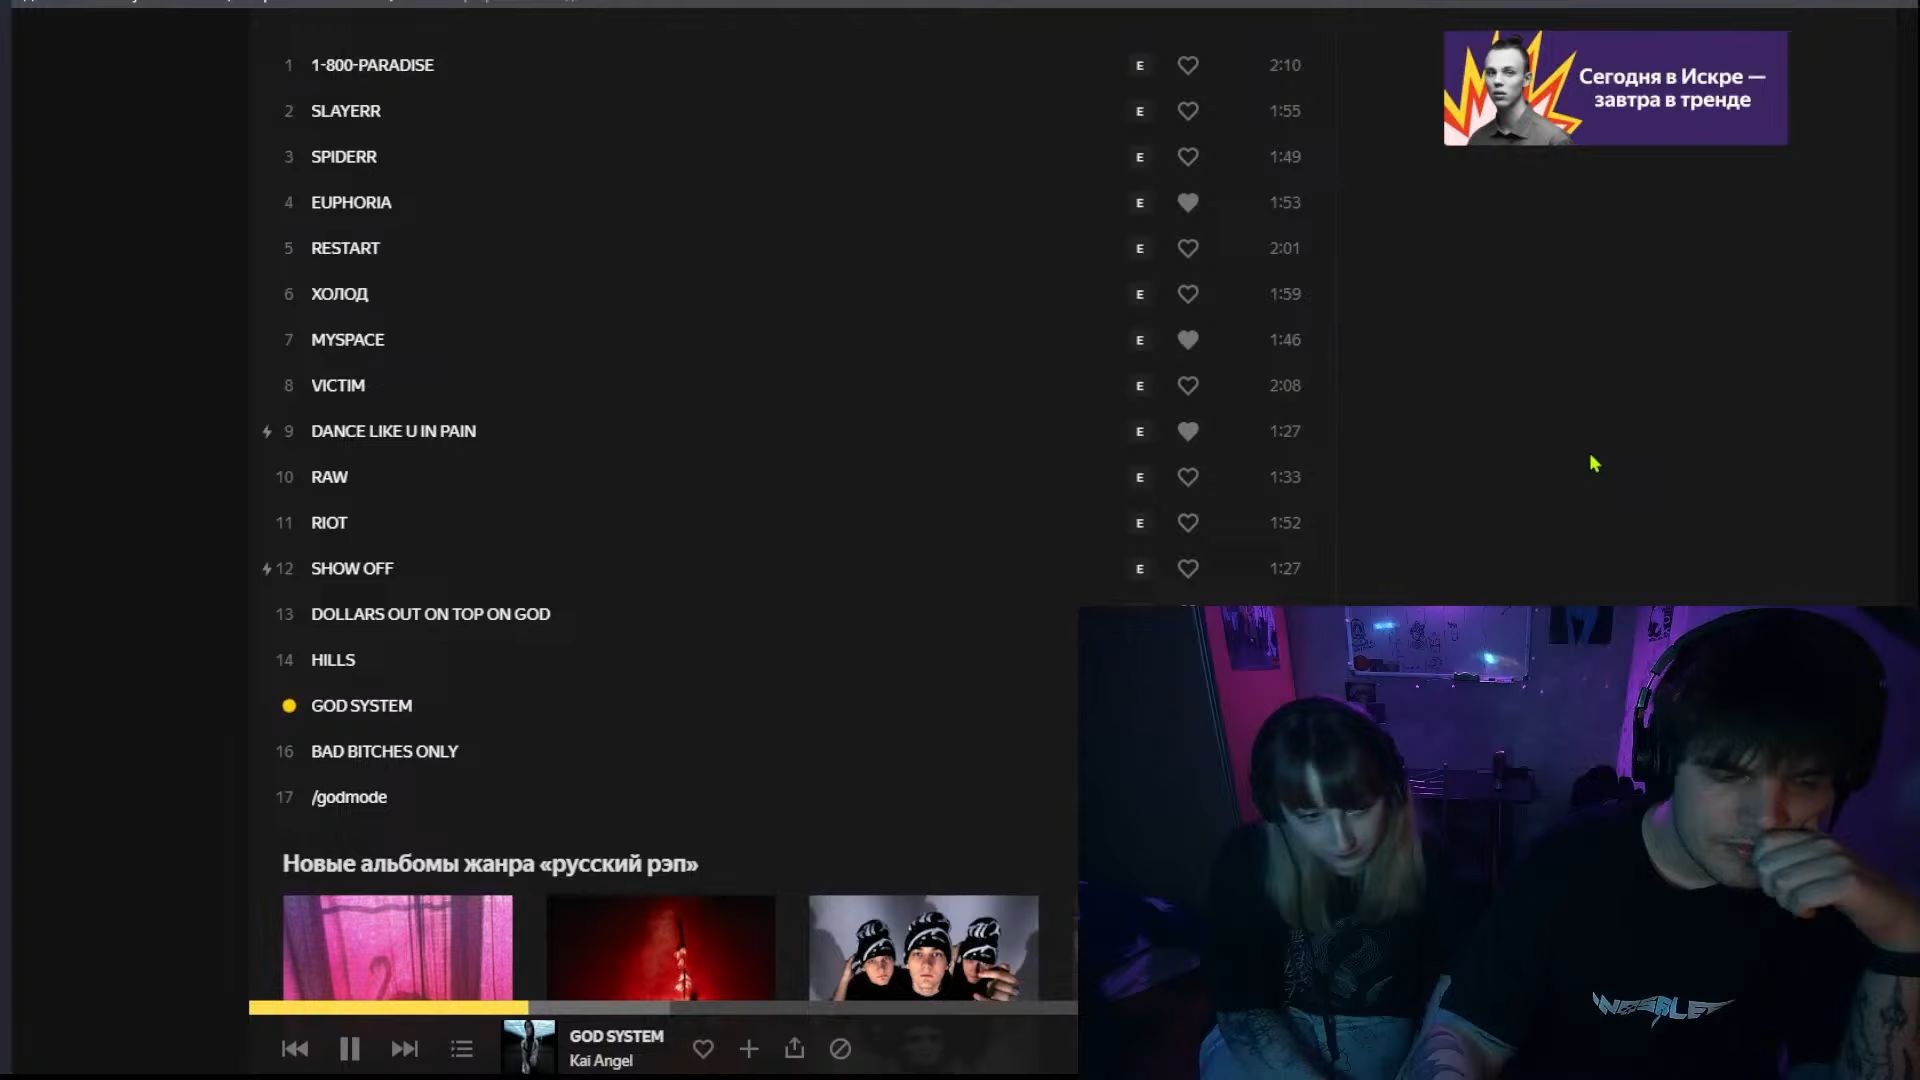 1 1-800-PARADISE E 2:10
2 SLAYERR E 1:55
3 SPIDERR E 1:49
4 EUPHORIA E 1:53
5 RESTART E 2:01
6 ХОЛОД E 1:59
7 MYSPACE E 1:46
8 VICTIM E 2:08
9 DANCE LIKE U IN PAIN E 1:27
10 RAW E 1:33
11 RIOT E 1:52
12 SHOW OFF E 1:27
13 DOLLARS OUT ON TOP ON GOD
14 HILLS
GOD SYSTEM
16 BAD BITCHES ONLY
17 /godmode
Сегодня в Искре —
завтра в тренде
Новые альбомы жанра «русский рэп»
GOD SYSTEM
Kai Angel